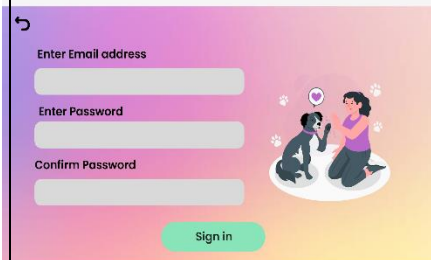 Enter Email address
Enter Password
Confirm Password
Sign in